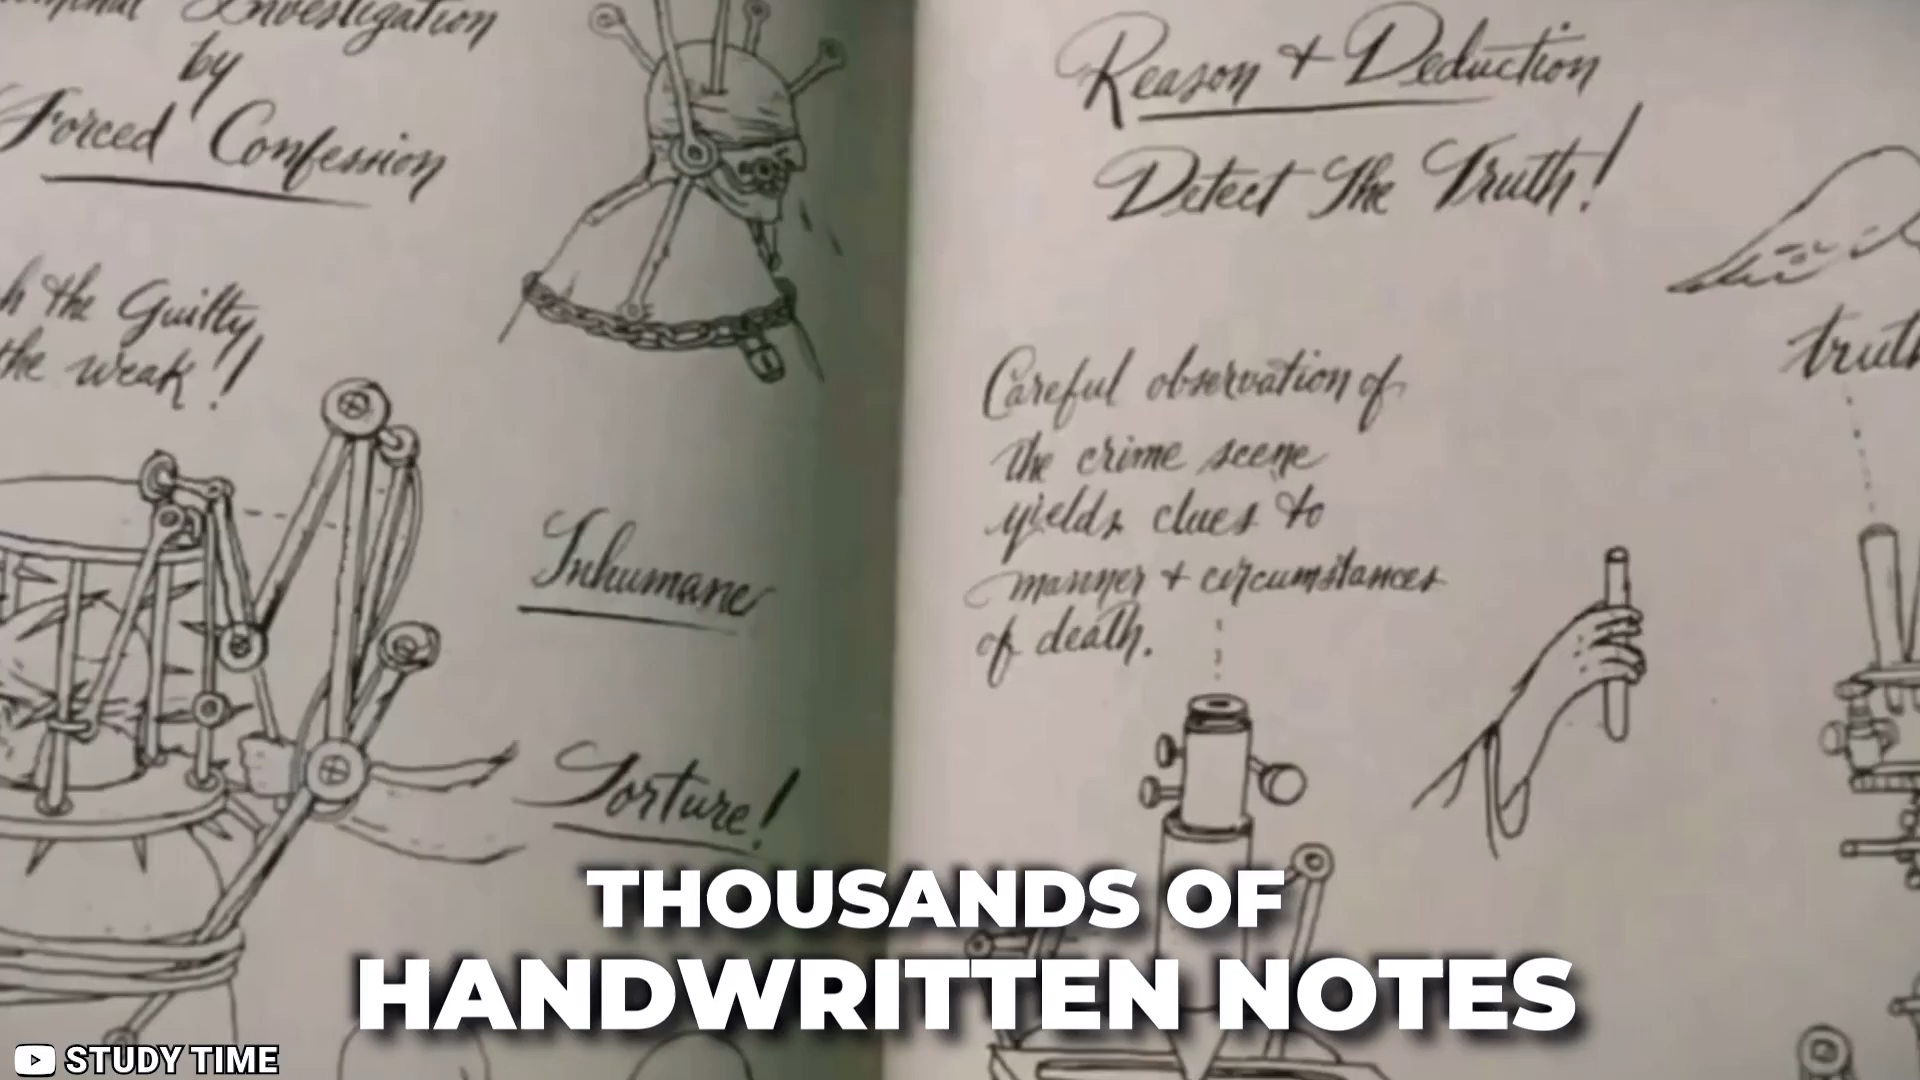 Investigation
by
Forced Confession
the Guilty
the weak!
Inhumane
Torture!
Reason + Deduction
Detect The Truth!
truth
Careful observation of
the crime scene
yields clues to
manner + circumstances
of death.
THOUSANDS OF
HANDWRITTEN NOTES
STUDY TIME